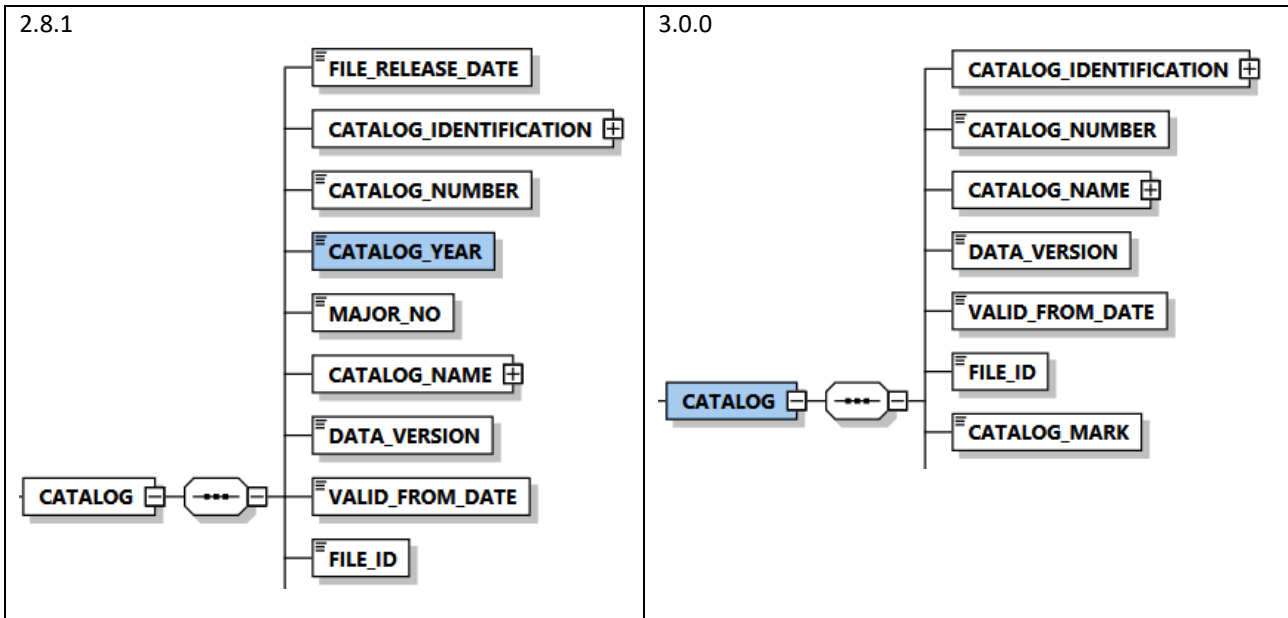 2.8.1
FILE_RELEASE_DATE
CATALOG_IDENTIFICATION
CATALOG_NUMBER
CATALOG_YEAR
MAJOR_NO
CATALOG_NAME
DATA_VERSION
CATALOG
VALID_FROM_DATE
FILE_ID
3.0.0
CATALOG_IDENTIFICATION
CATALOG_NUMBER
CATALOG_NAME
DATA_VERSION
VALID_FROM_DATE
FILE_ID
CATALOG
CATALOG_MARK